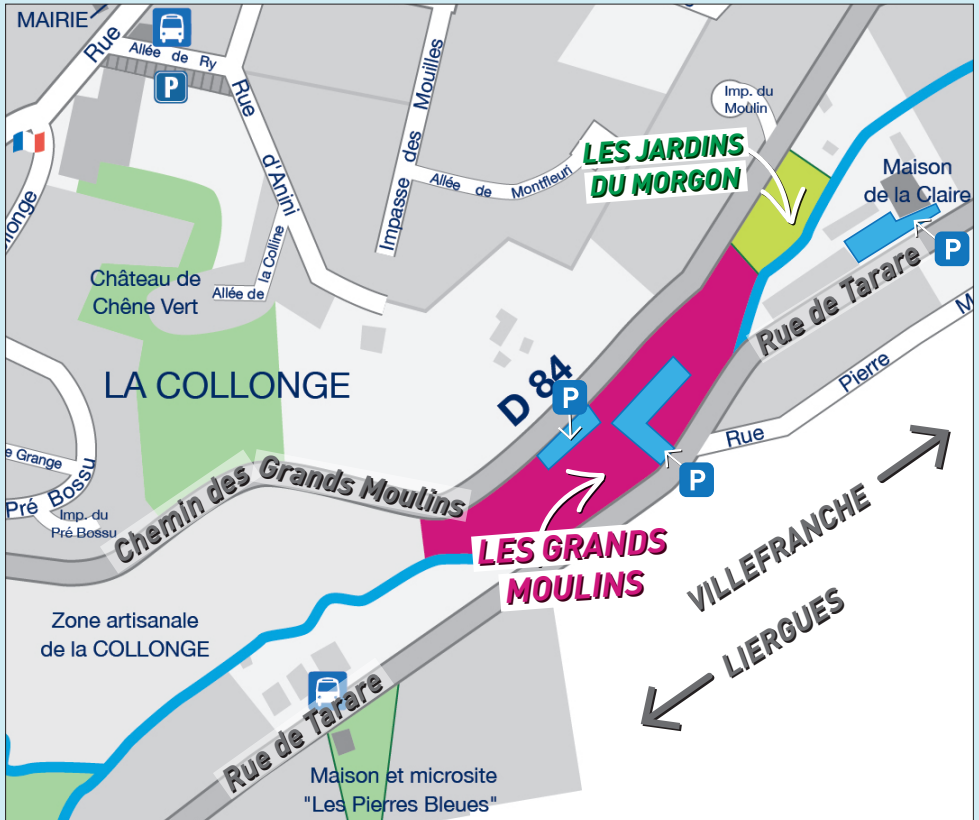 MAIRIE
Rue
Allée de Ry
P
Rue d'Anini
Impasse des Mouilles
Allée de Montfleuri
Imp. du
Moulin
LES JARDINS
DU MORGON
Maison
de la Claire
P
Rue de Tarare
Château de
Chêne Vert
Allée de la Colline
LA COLLONGE
D 84
P
Rue Pierre M
P
Chemin des Grands Moulins
Pré Bossu
Imp. du
Pré Bossu
e Grange
LES GRANDS
MOULINS
VILLEFRANCHE
LIERGUES
Zone artisanale
de la COLLONGE
Rue de Tarare
Maison et microsite
"Les Pierres Bleues"